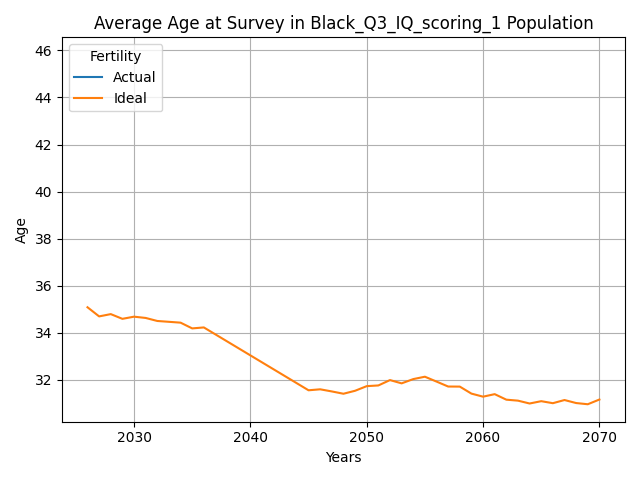 Average Age at Survey in Black_Q3_IQ_scoring_1 Population
Fertility
Actual
Ideal
46
44
42
40
38
36
34
32
Age
2030 2040 2050 2060 2070
Years